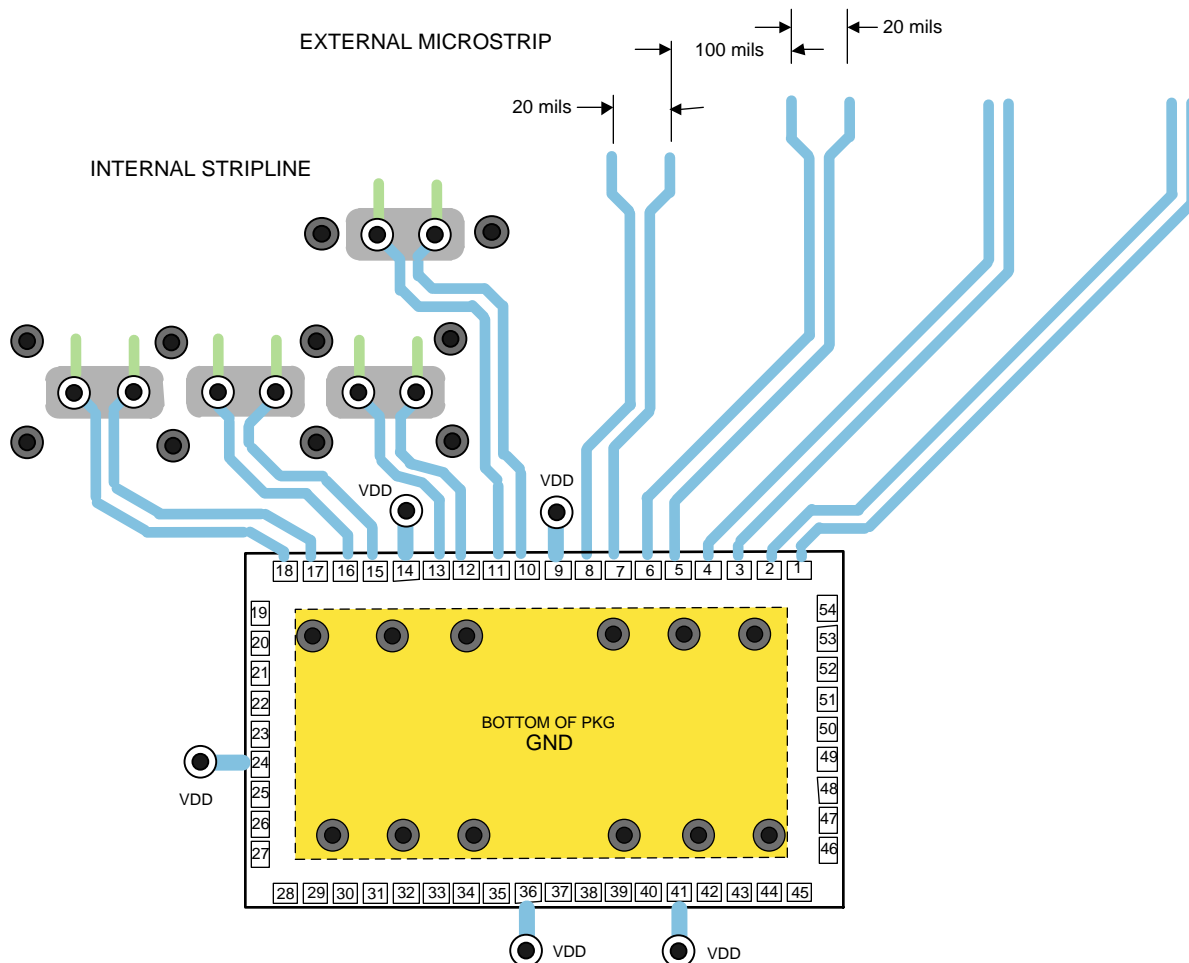 EXTERNAL MICROSTRIP
20 mils
100 mils
20 mils
INTERNAL STRIPLINE
VDD
VDD
18 17 16 15 14 13 12 11 10 9 8 7 6 5 4 3 2 1
19
20
21
22
23
24
25
26
27
54
53
52
51
50
49
48
47
46
BOTTOM OF PKG
GND
VDD
28 29 30 31 32 33 34 35 36 37 38 39 40 41 42 43 44 45
VDD
VDD